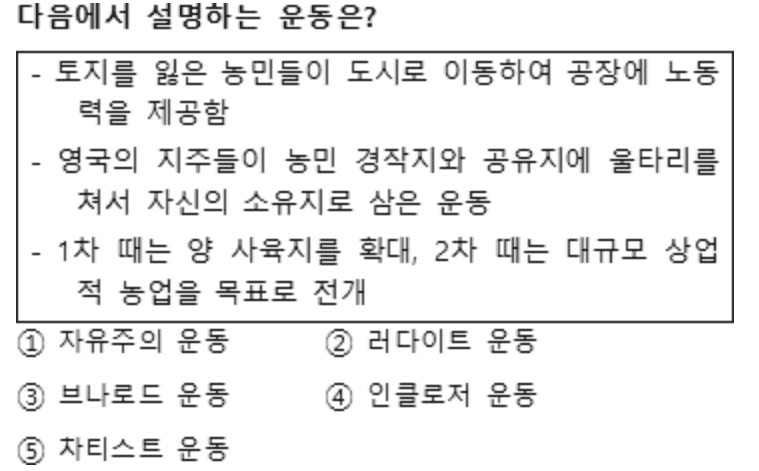 다음에서 설명하는 운동은?
- 토지를 잃은 농민들이 도시로 이동하여 공장에 노동
력을 제공함
- 영국의 지주들이 농민 경작지와 공유지에 울타리를
쳐서 자신의 소유지로 삼은 운동
- 1차 때는 양 사육지를 확대, 2차 때는 대규모 상업
적 농업을 목표로 전개
① 자유주의 운동 ② 러다이트 운동
③ 브나로드 운동 ④ 인클로저 운동
⑤ 차티스트 운동